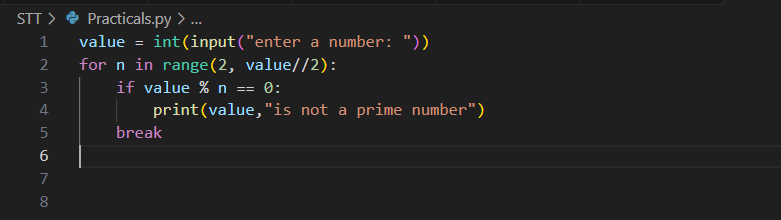 STT > Practicals.py > ...
1 value = int(input("enter a number: "))
2 for n in range(2, value//2):
3     if value % n == 0:
4         print(value,"is not a prime number")
5     break
6
7
8